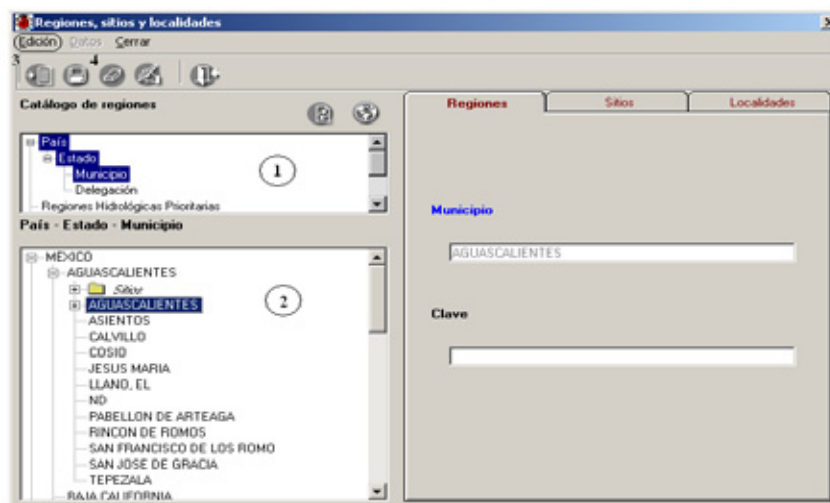 Regiones, sitios y localidades
Edición Datos Cerrar
3 4
Catálogo de regiones
País
Estado
Municipio
Delegación
Regiones Hidrológicas Prioritarias
1
País - Estado - Municipio
MEXICO
AGUASCALIENTES
Sitios
AGUASCALIENTES
ASIENTOS
CALVILLO
COSIO
JESUS MARIA
LLANO, EL
ND
PABELLON DE ARTEAGA
RINCON DE ROMOS
SAN FRANCISCO DE LOS ROMO
SAN JOSE DE GRACIA
TEPEZALA
BAJA CALIFORNIA
2
Regiones Sitios Localidades
Municipio
AGUASCALIENTES
Clave